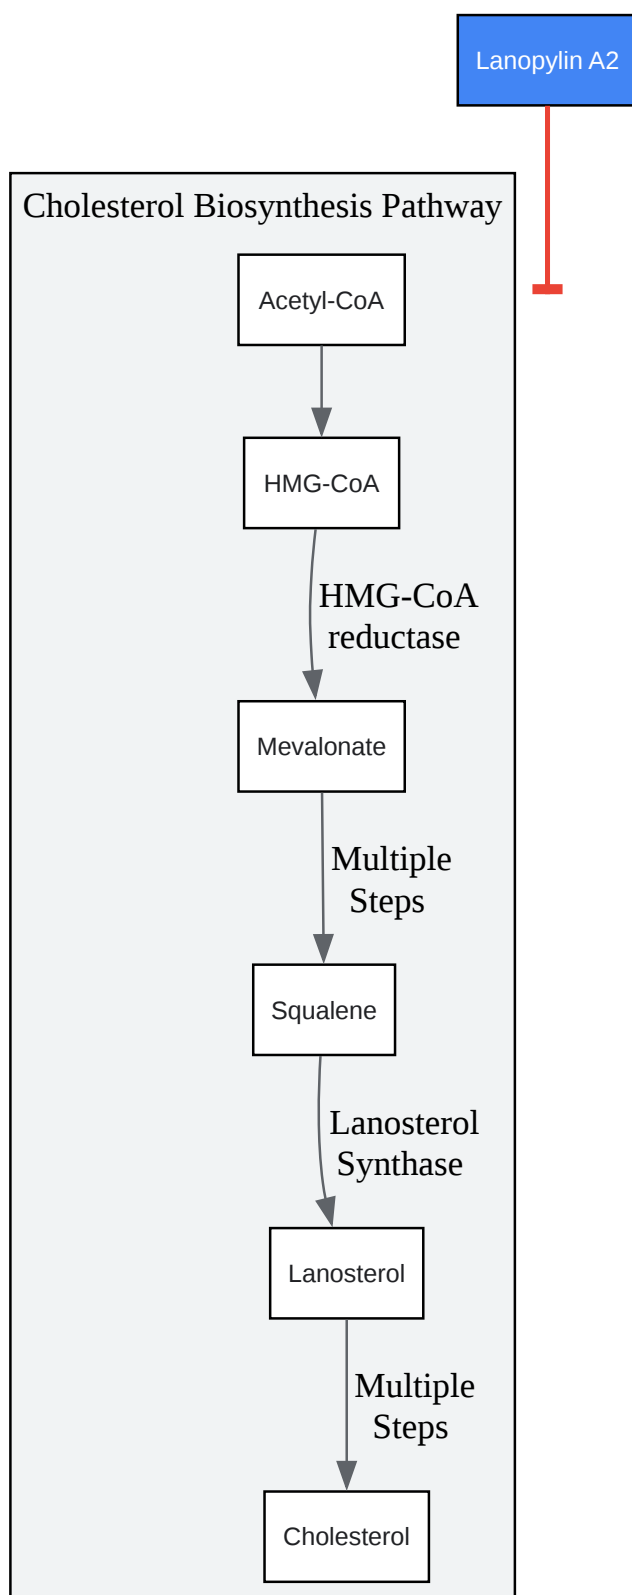 Lanopylin A2
Cholesterol Biosynthesis Pathway
Acetyl-CoA
HMG-CoA
HMG-CoA
reductase
Mevalonate
Multiple
Steps
Squalene
Lanosterol
Synthase
Lanosterol
Multiple
Steps
Cholesterol